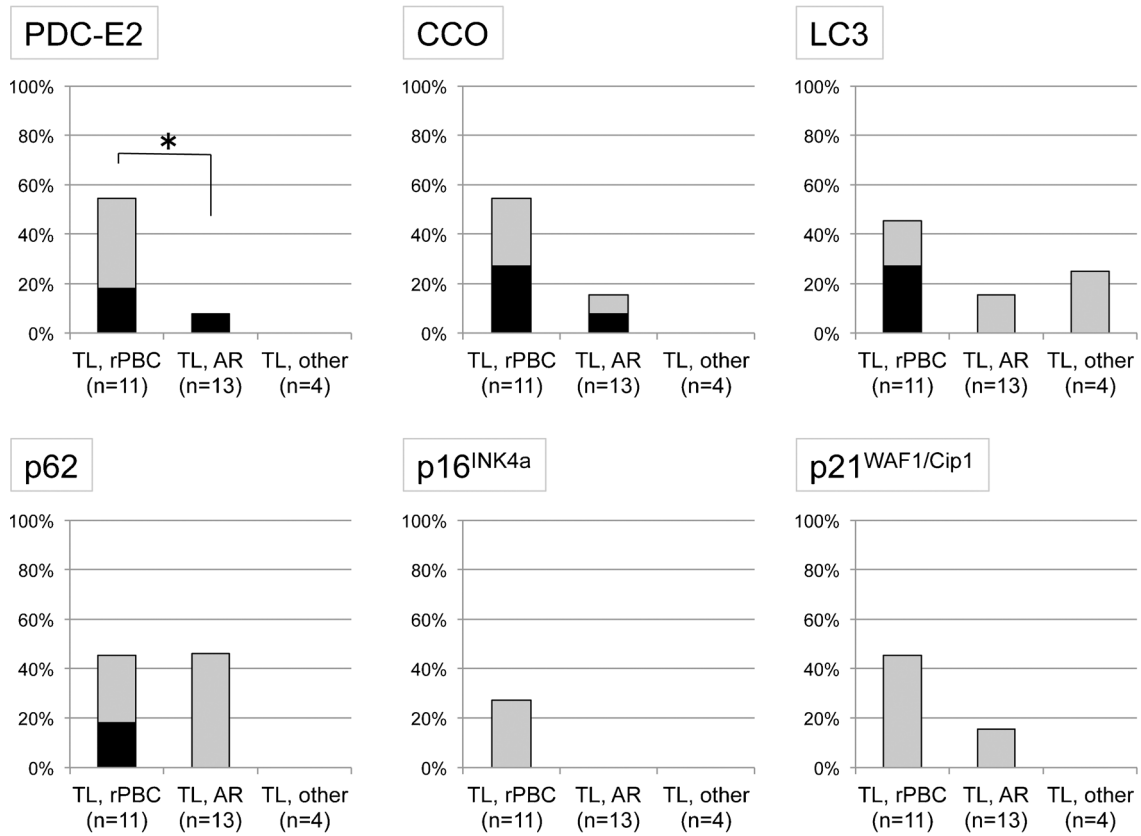 PDC-E2
100%
80%
60%
40%
20%
0%
*
TL, rPBC TL, AR TL, other
(n=11) (n=13) (n=4)
CCO
100%
80%
60%
40%
20%
0%
TL, rPBC TL, AR TL, other
(n=11) (n=13) (n=4)
LC3
100%
80%
60%
40%
20%
0%
TL, rPBC TL, AR TL, other
(n=11) (n=13) (n=4)
p62
100%
80%
60%
40%
20%
0%
TL, rPBC TL, AR TL, other
(n=11) (n=13) (n=4)
p16INK4a
100%
80%
60%
40%
20%
0%
TL, rPBC TL, AR TL, other
(n=11) (n=13) (n=4)
p21WAF1/Cip1
100%
80%
60%
40%
20%
0%
TL, rPBC TL, AR TL, other
(n=11) (n=13) (n=4)